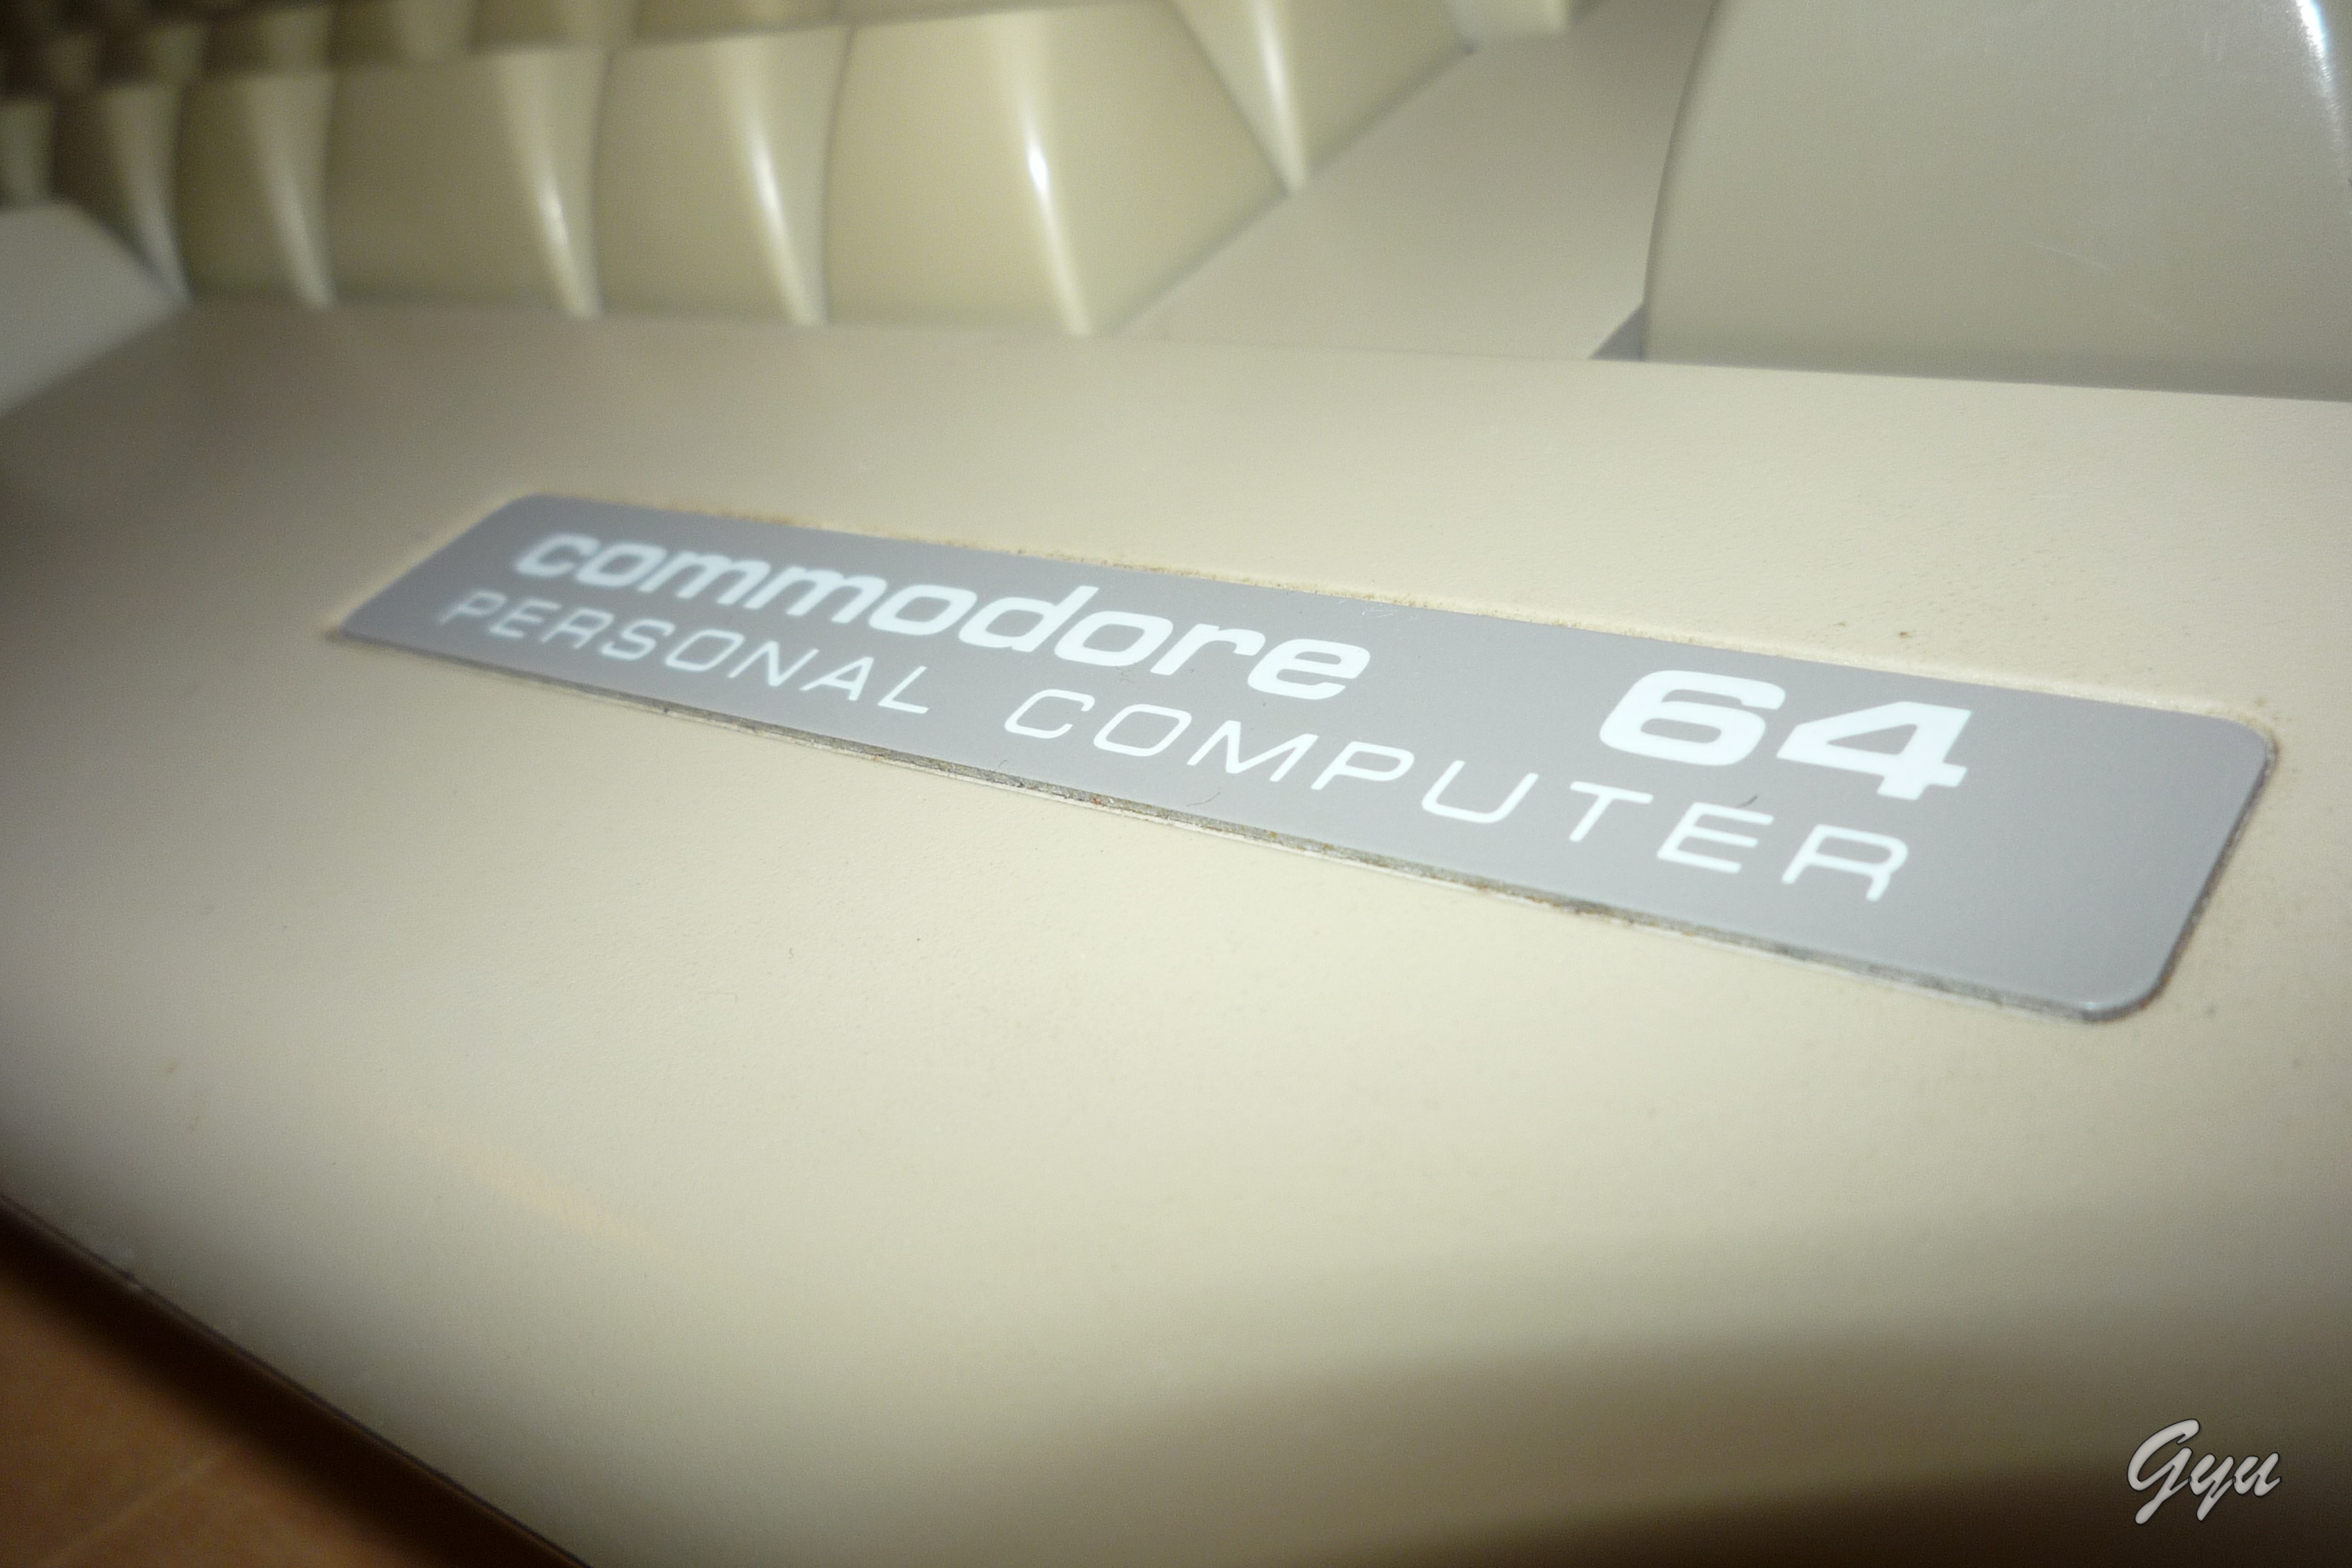 commodore 64
PERSONAL COMPUTER
Gyu